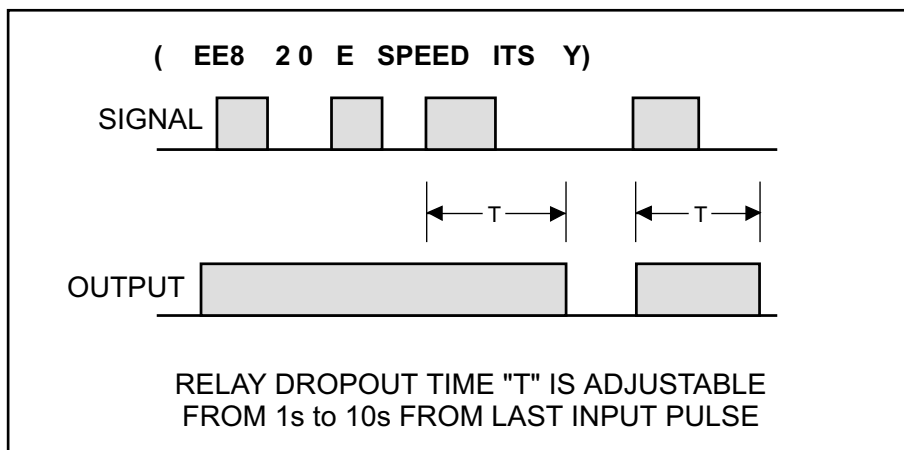 ( EE8 2 0 E SPEED ITS Y)
SIGNAL
T T
OUTPUT
RELAY DROPOUT TIME "T" IS ADJUSTABLE
FROM 1s to 10s FROM LAST INPUT PULSE